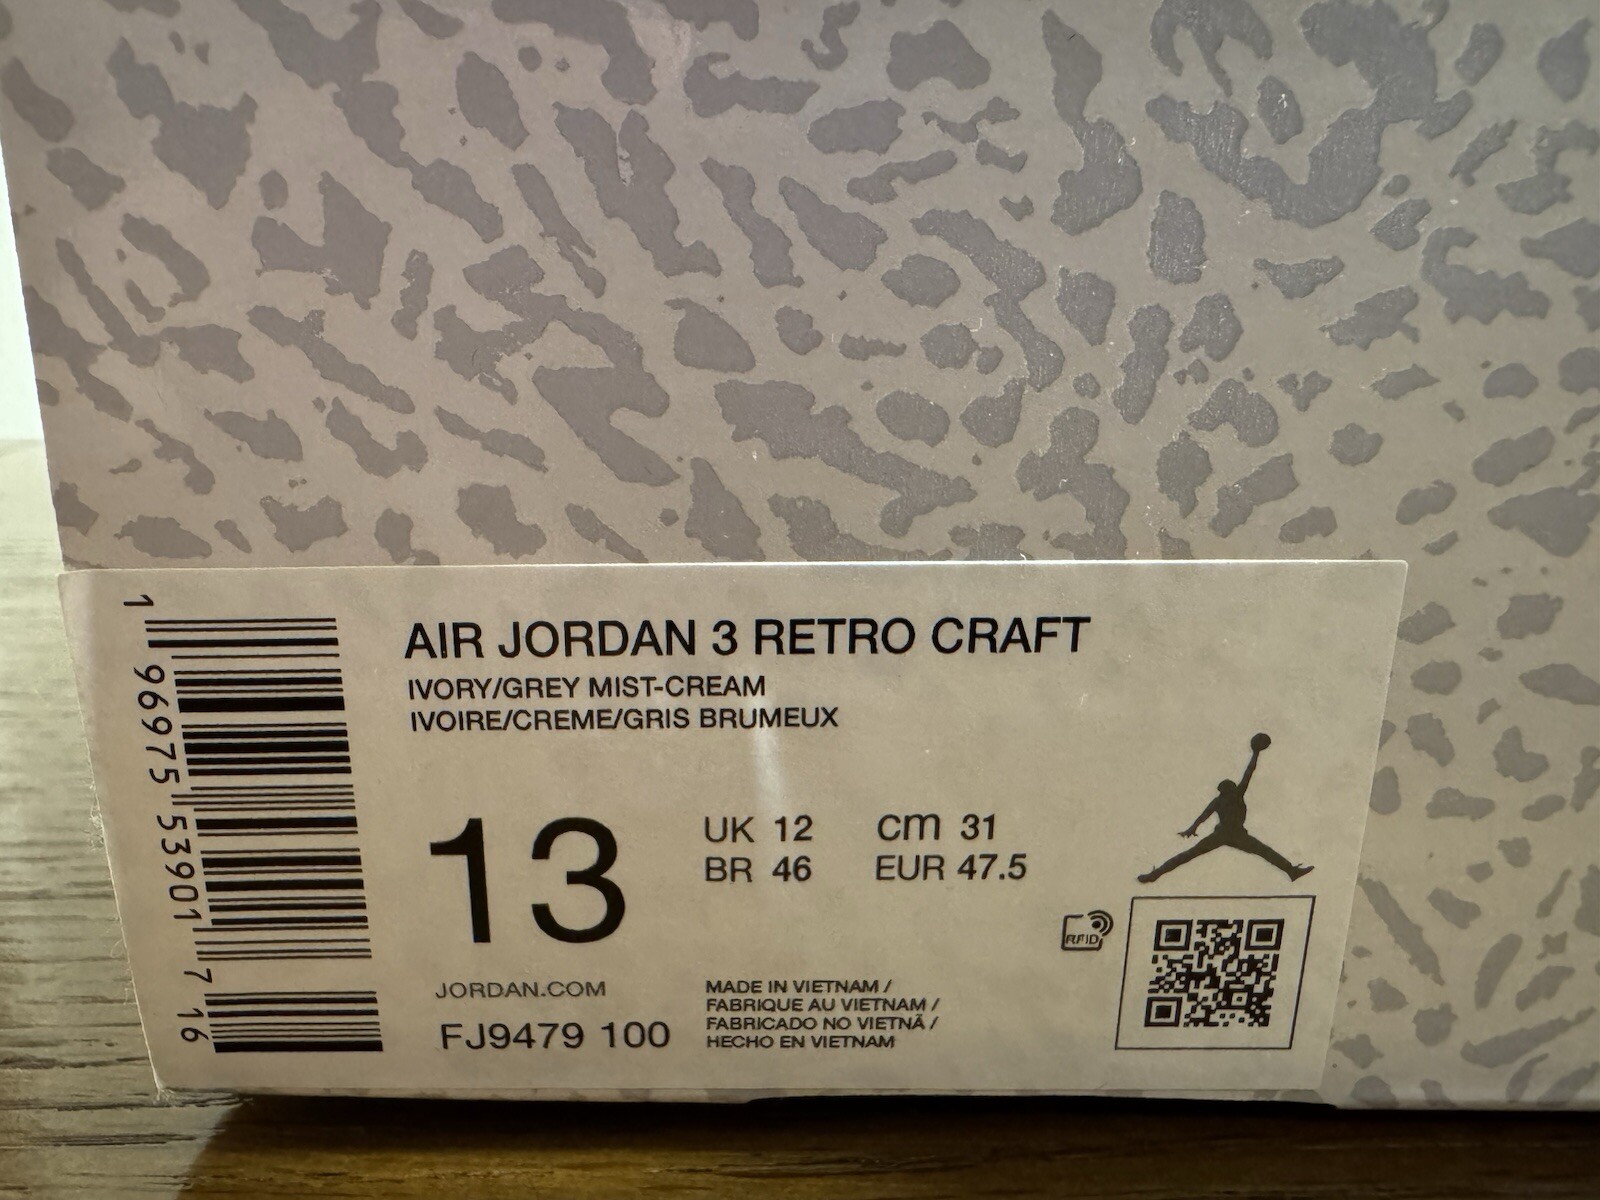 AIR JORDAN 3 RETRO CRAFT
IVORY/GREY MIST-CREAM
IVOIRE/CREME/GRIS BRUMEUX
13
UK 12
cm 31
BR 46
EUR 47.5
RFID
JORDAN.COM
FJ9479 100
MADE IN VIETNAM /
FABRIQUE AU VIETNAM /
FABRICADO NO VIETNÃ /
HECHO EN VIETNAM
1 96975 53901 7 16